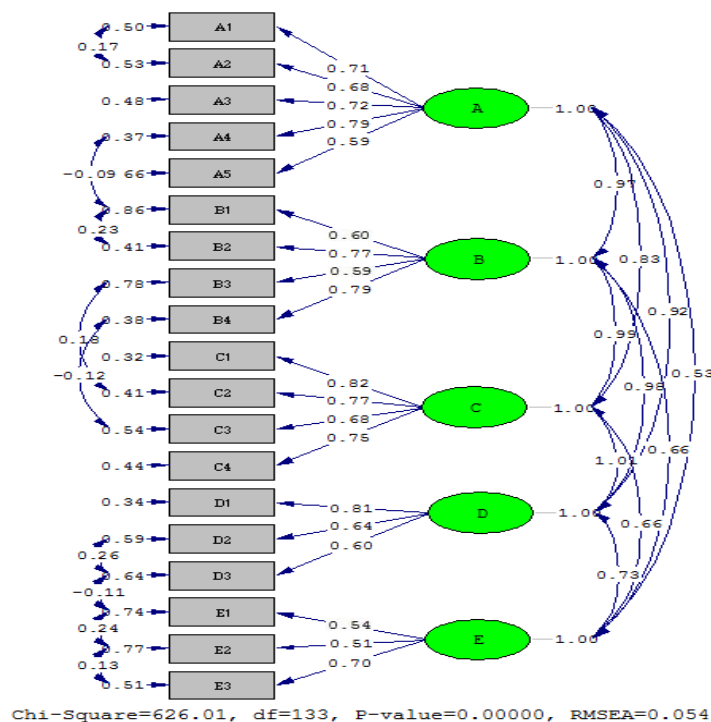 0.50 A1
0.17
0.53 A2
0.71
0.68
0.48 A3
0.72
A 1.00
0.37 A4
0.79
-0.09 66 A5
0.59
0.97
0.86 B1
0.23
0.60
0.41 B2
0.77
0.83
B 1.00
0.78 B3
0.59
0.79
0.38 B4
0.92
0.18
0.99
0.32 C1
-0.12
0.98
0.53
0.41 C2
0.82
0.77
C 1.00
0.54 C3
0.68
0.75
0.66
0.44 C4
1.01
0.34 D1
0.81
D 1.00
0.66
0.59 D2
0.64
0.26
0.60
0.64 D3
0.73
-0.11
0.74 E1
0.54
0.24
E 1.00
0.77 E2
0.51
0.13
0.70
0.51 E3
Chi-Square=626.01, df=133, P-value=0.00000, RMSEA=0.054